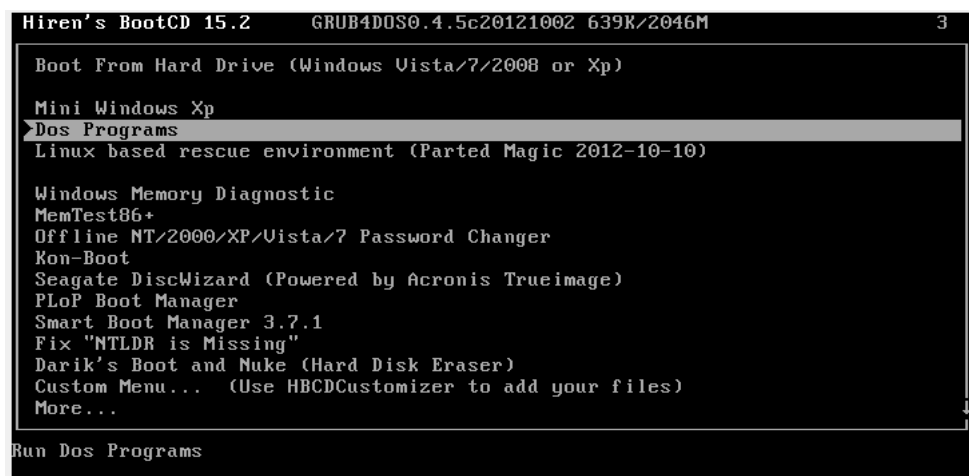 Hiren's BootCD 15.2 GRUB4DOS0.4.5c20121002 639K/2046M 3
Boot From Hard Drive (Windows Vista/7/2008 or Xp)
Mini Windows Xp
Dos Programs
Linux based rescue environment (Parted Magic 2012-10-10)
Windows Memory Diagnostic
MemTest86+
Offline NT/2000/XP/Vista/7 Password Changer
Kon-Boot
Seagate DiscWizard (Powered by Acronis Trueimage)
PLoP Boot Manager
Smart Boot Manager 3.7.1
Fix "NTLDR is Missing"
Darik's Boot and Nuke (Hard Disk Eraser)
Custom Menu... (Use HBCDCustomizer to add your files)
More...
Run Dos Programs